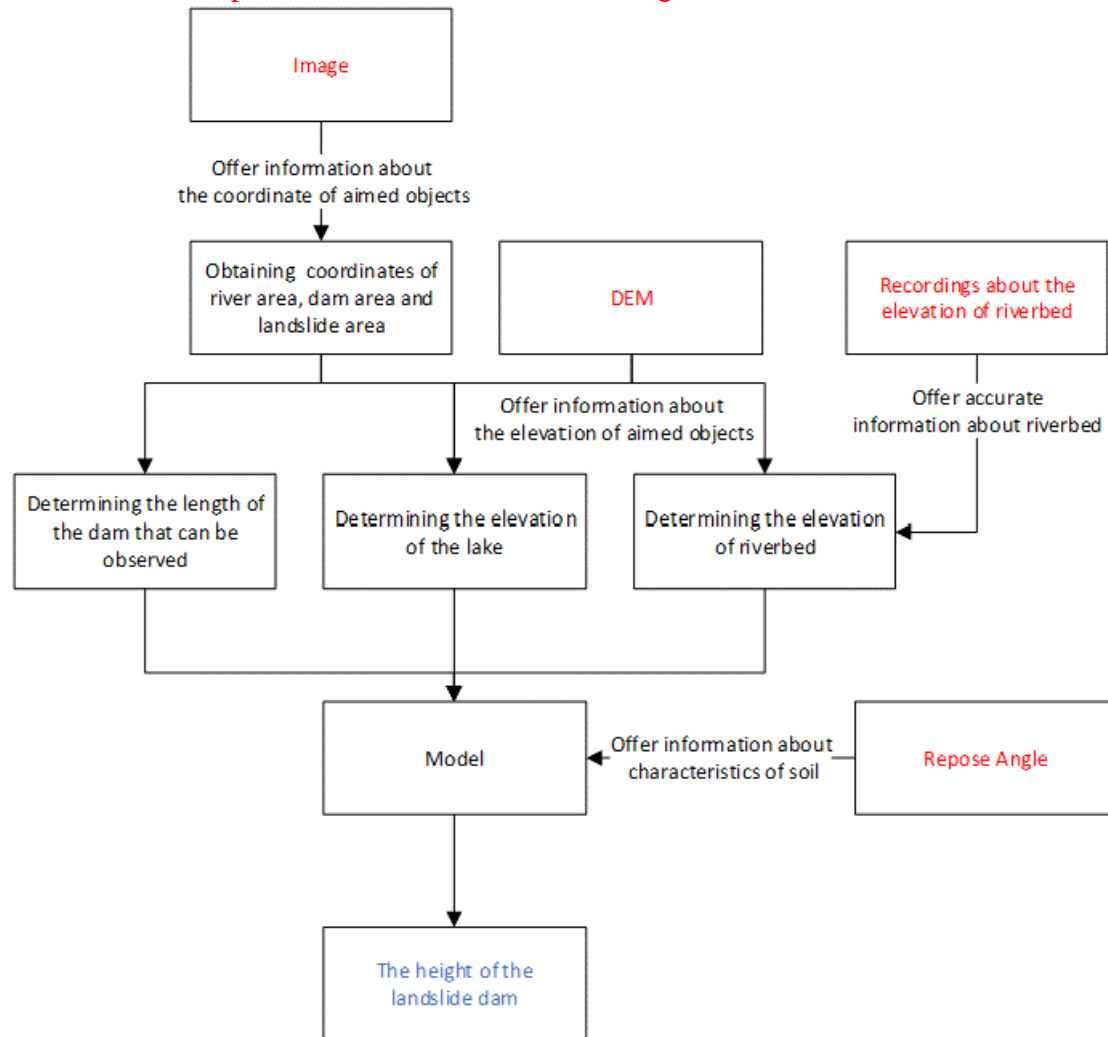 Image
Offer information about
the coordinate of aimed objects
Obtaining coordinates of
river area, dam area and
landslide area
DEM
Recordings about the
elevation of riverbed
Offer information about
the elevation of aimed objects
Offer accurate
information about riverbed
Determining the length of
the dam that can be
observed
Determining the elevation
of the lake
Determining the elevation
of riverbed
Model
Offer information about
characteristics of soil
Repose Angle
The height of the
landslide dam